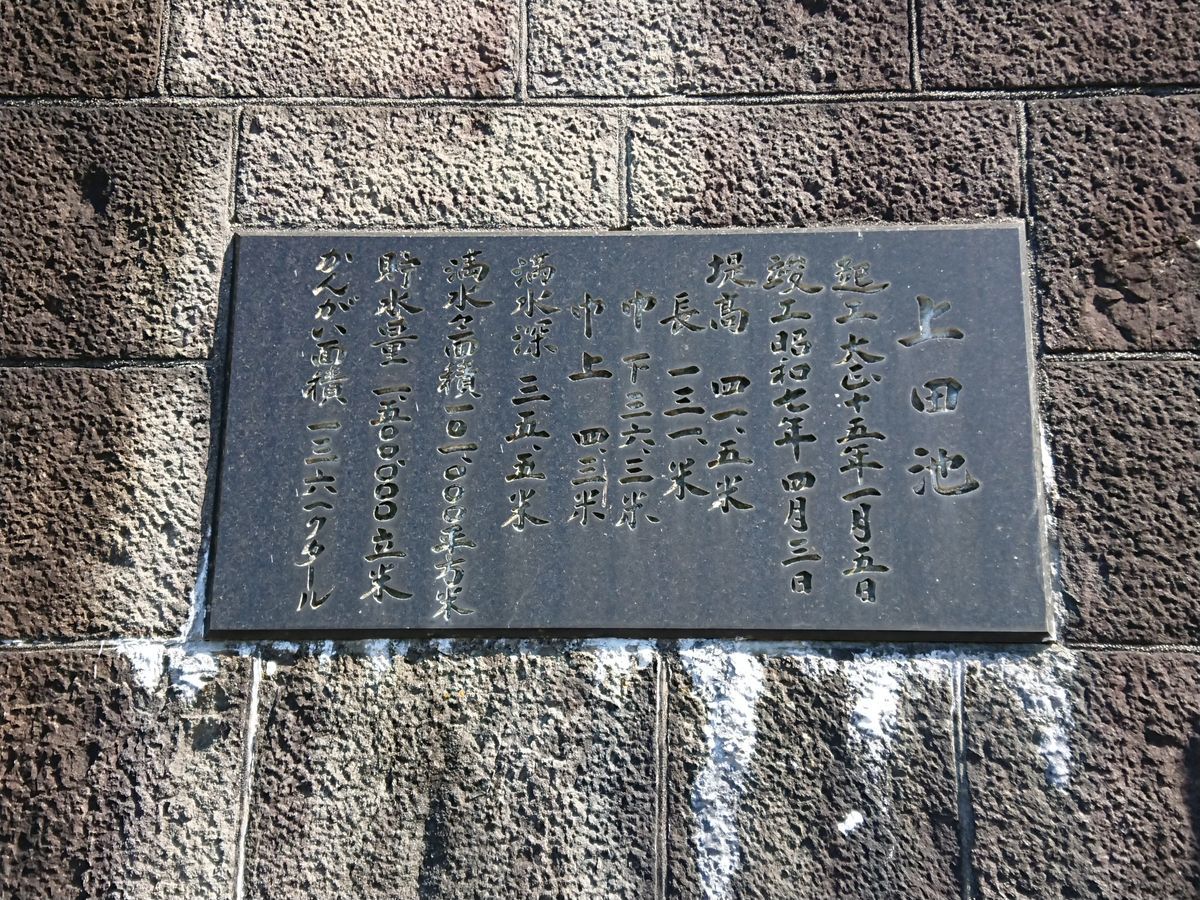 上田池
起工大正十五年一月五日
竣工昭和七年四月三日
堤高 四一、五米
長 一三一、米
巾 下三六、三米
巾上 四、三米
満水深 三五、五米
満水面積一〇一、〇〇〇平方米
貯水量 一、五〇〇、〇〇〇立米
かんがい面積 一三六ヘクタール